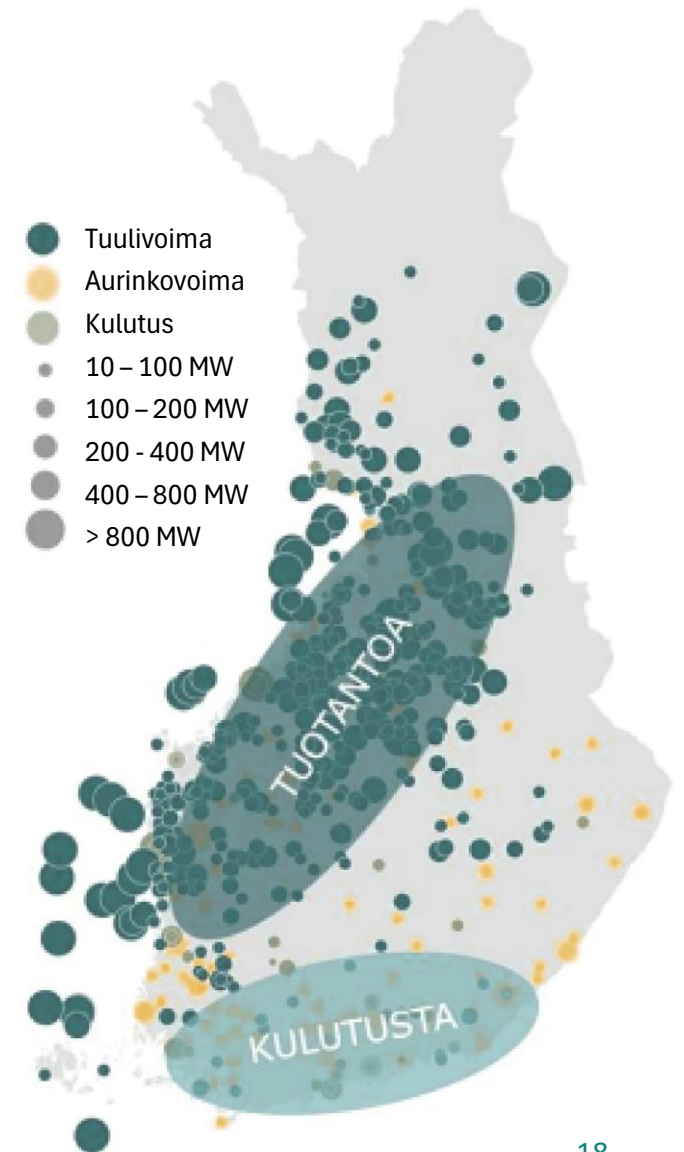 Tuulivoima
Aurinkovoima
Kulutus
10 – 100 MW
100 – 200 MW
200 - 400 MW
400 – 800 MW
> 800 MW
TUOTANTOA
KULUTUSTA
18